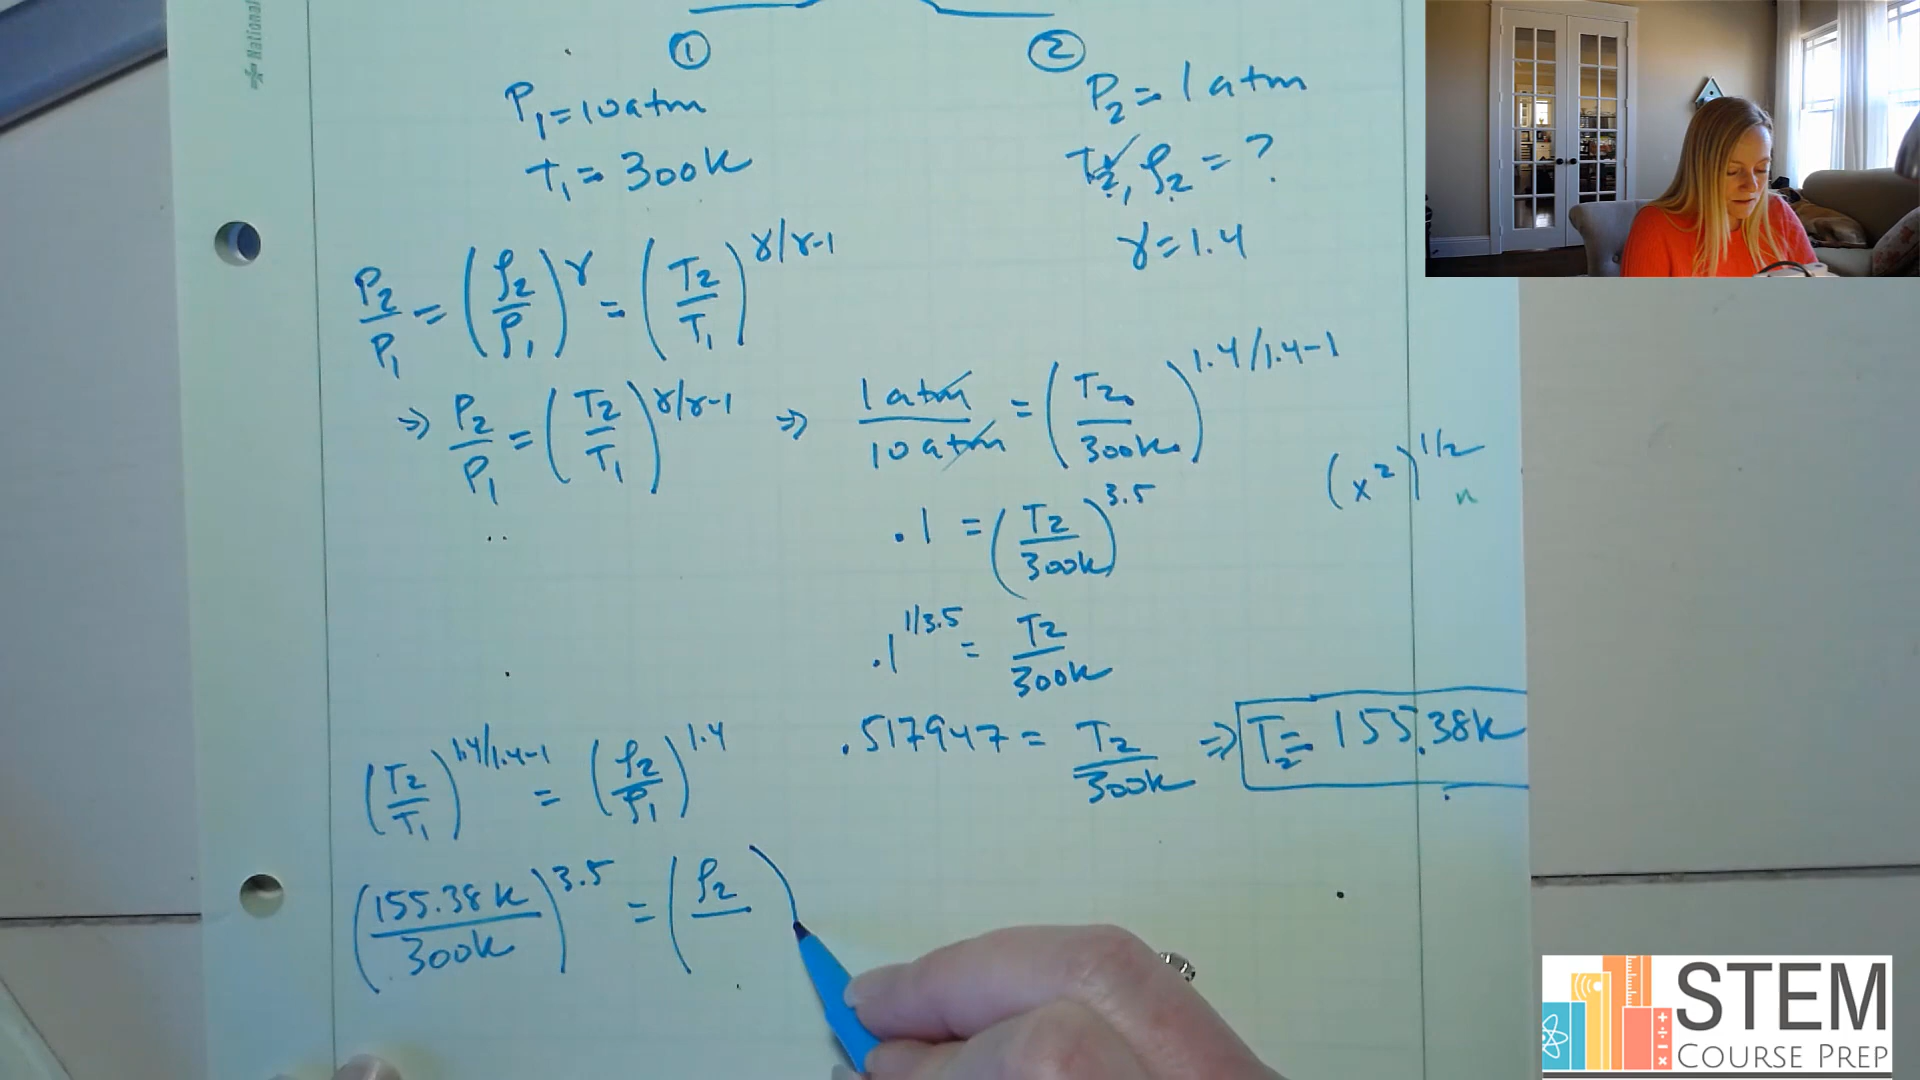 National
① ②
P₁=10atm
T₁=300K
P₂=1atm
T₂, ρ₂=?
γ=1.4
P₂/P₁=(ρ₂/ρ₁)^γ=(T₂/T₁)^γ/γ-1
⇒ P₂/P₁=(T₂/T₁)^γ/γ-1 ⇒ 1atm/10atm=(T₂/300K)^1.4/1.4-1
(x²)^1/2
n
.1=(T₂/300K)^3.5
.1^1/3.5=T₂/300K
.517947=T₂/300K ⇒ T₂=155.38K
(T₂/T₁)^1.4/1.4-1=(ρ₂/ρ₁)^1.4
(155.38K/300K)^3.5=(ρ₂/ )
STEM
COURSE PREP